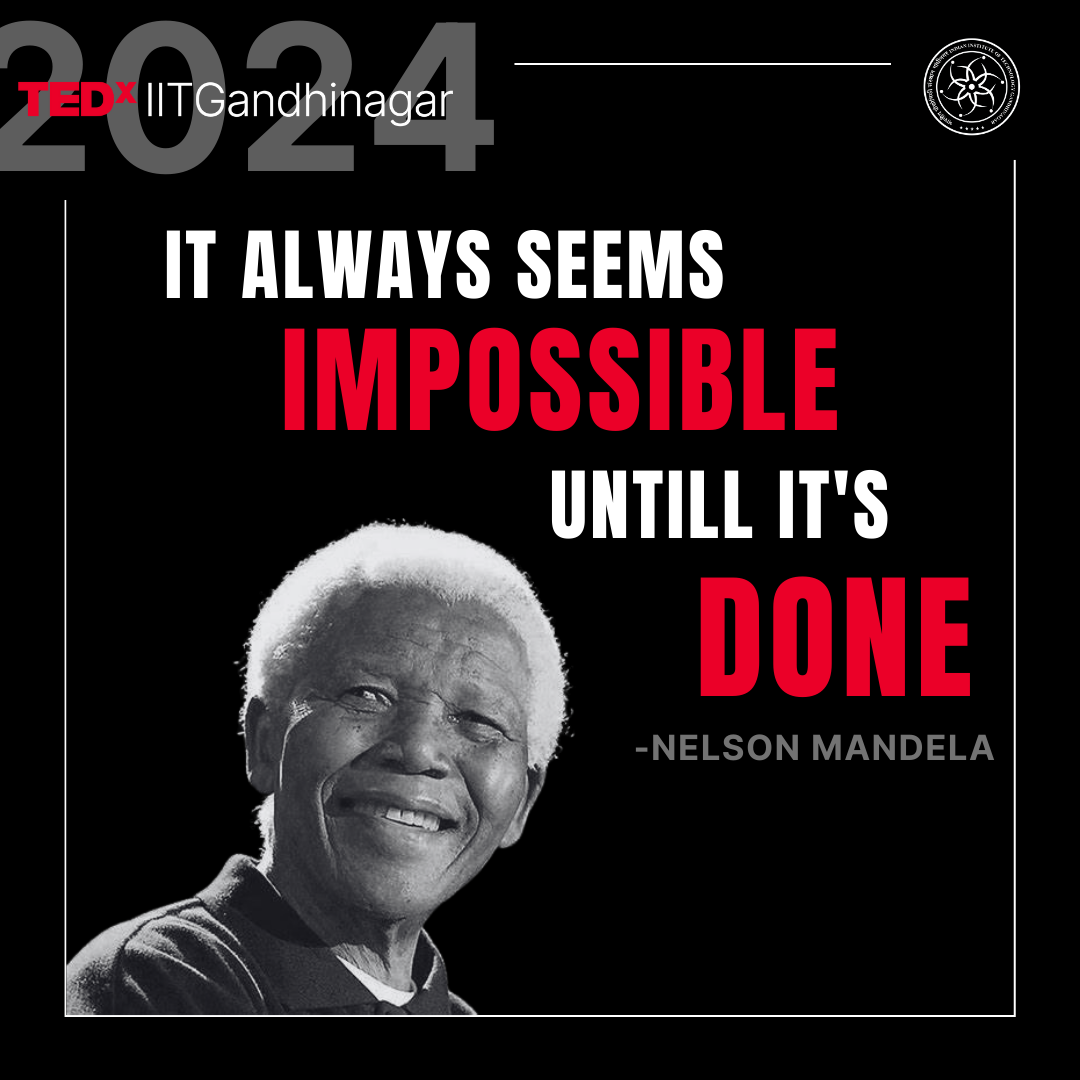 2024
TEDx IITGandhinagar
IT ALWAYS SEEMS
IMPOSSIBLE
UNTILL IT'S
DONE
-NELSON MANDELA